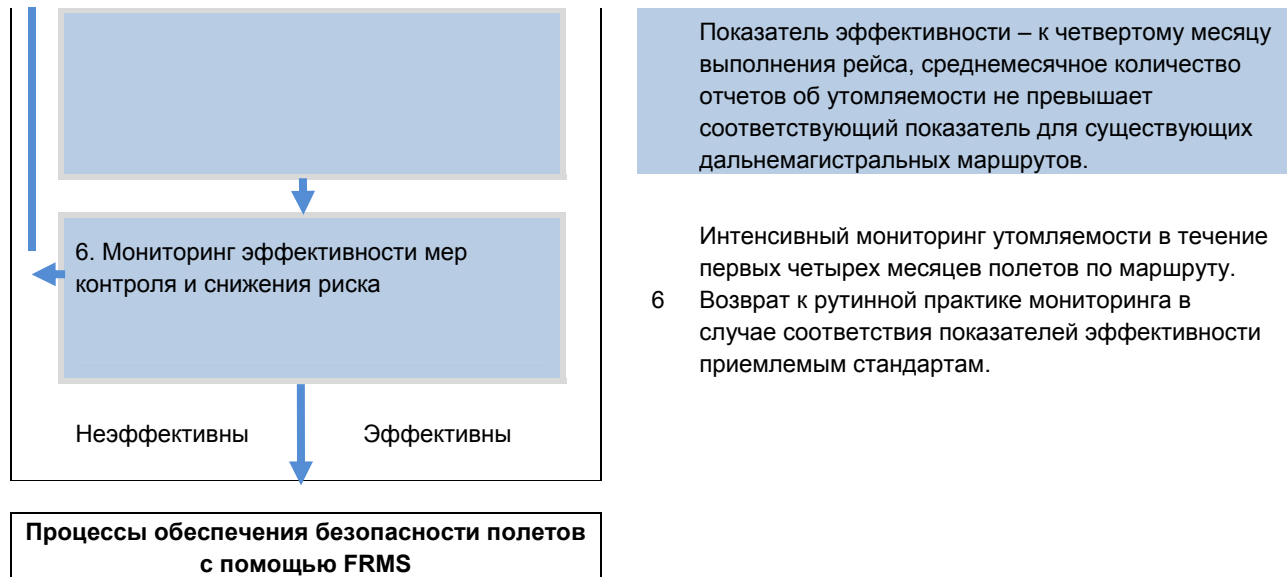 Показатель эффективности – к четвертому месяцу
выполнения рейса, среднемесячное количество
отчетов об утомляемости не превышает
соответствующий показатель для существующих
дальнемагистральных маршрутов.
6. Мониторинг эффективности мер
контроля и снижения риска
Интенсивный мониторинг утомляемости в течение
первых четырех месяцев полетов по маршруту.
6 Возврат к рутинной практике мониторинга в
случае соответствия показателей эффективности
приемлемым стандартам.
Неэффективны Эффективны
Процессы обеспечения безопасности полетов
с помощью FRMS